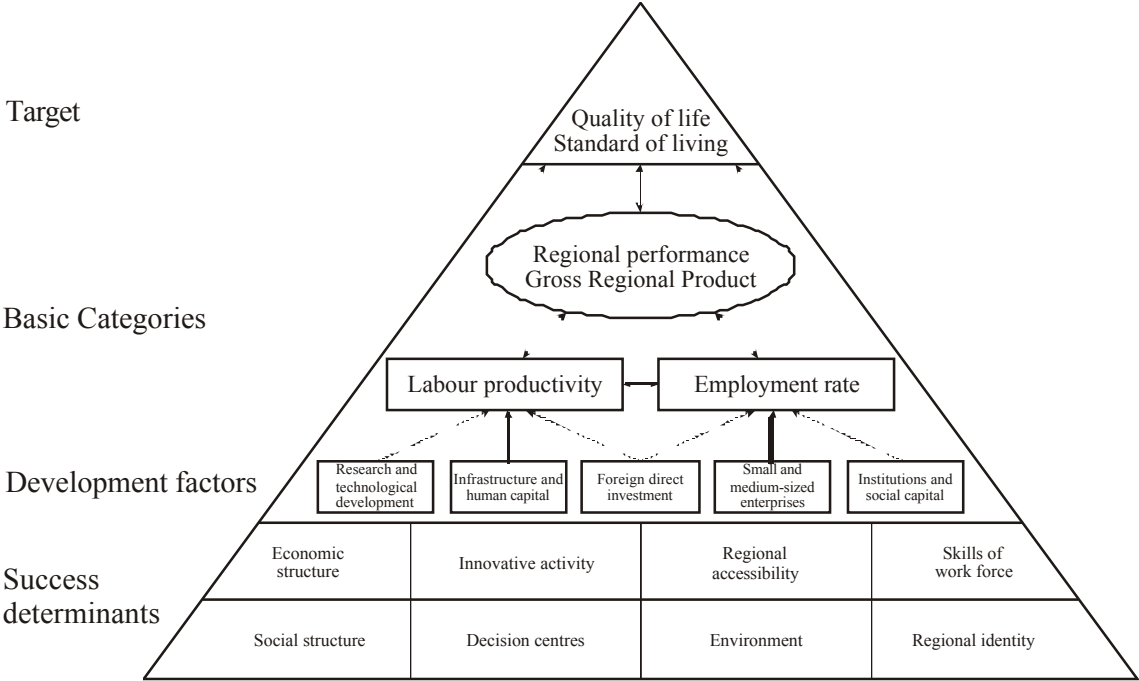 Target
Quality of life
Standard of living
Regional performance
Gross Regional Product
Basic Categories
Labour productivity
Employment rate
Development factors
Research and
technological
development
Infrastructure and
human capital
Foreign direct
investment
Small and
medium-sized
enterprises
Institutions and
social capital
Success
determinants
Economic
structure
Innovative activity
Regional
accessibility
Skills of
work force
Social structure
Decision centres
Environment
Regional identity